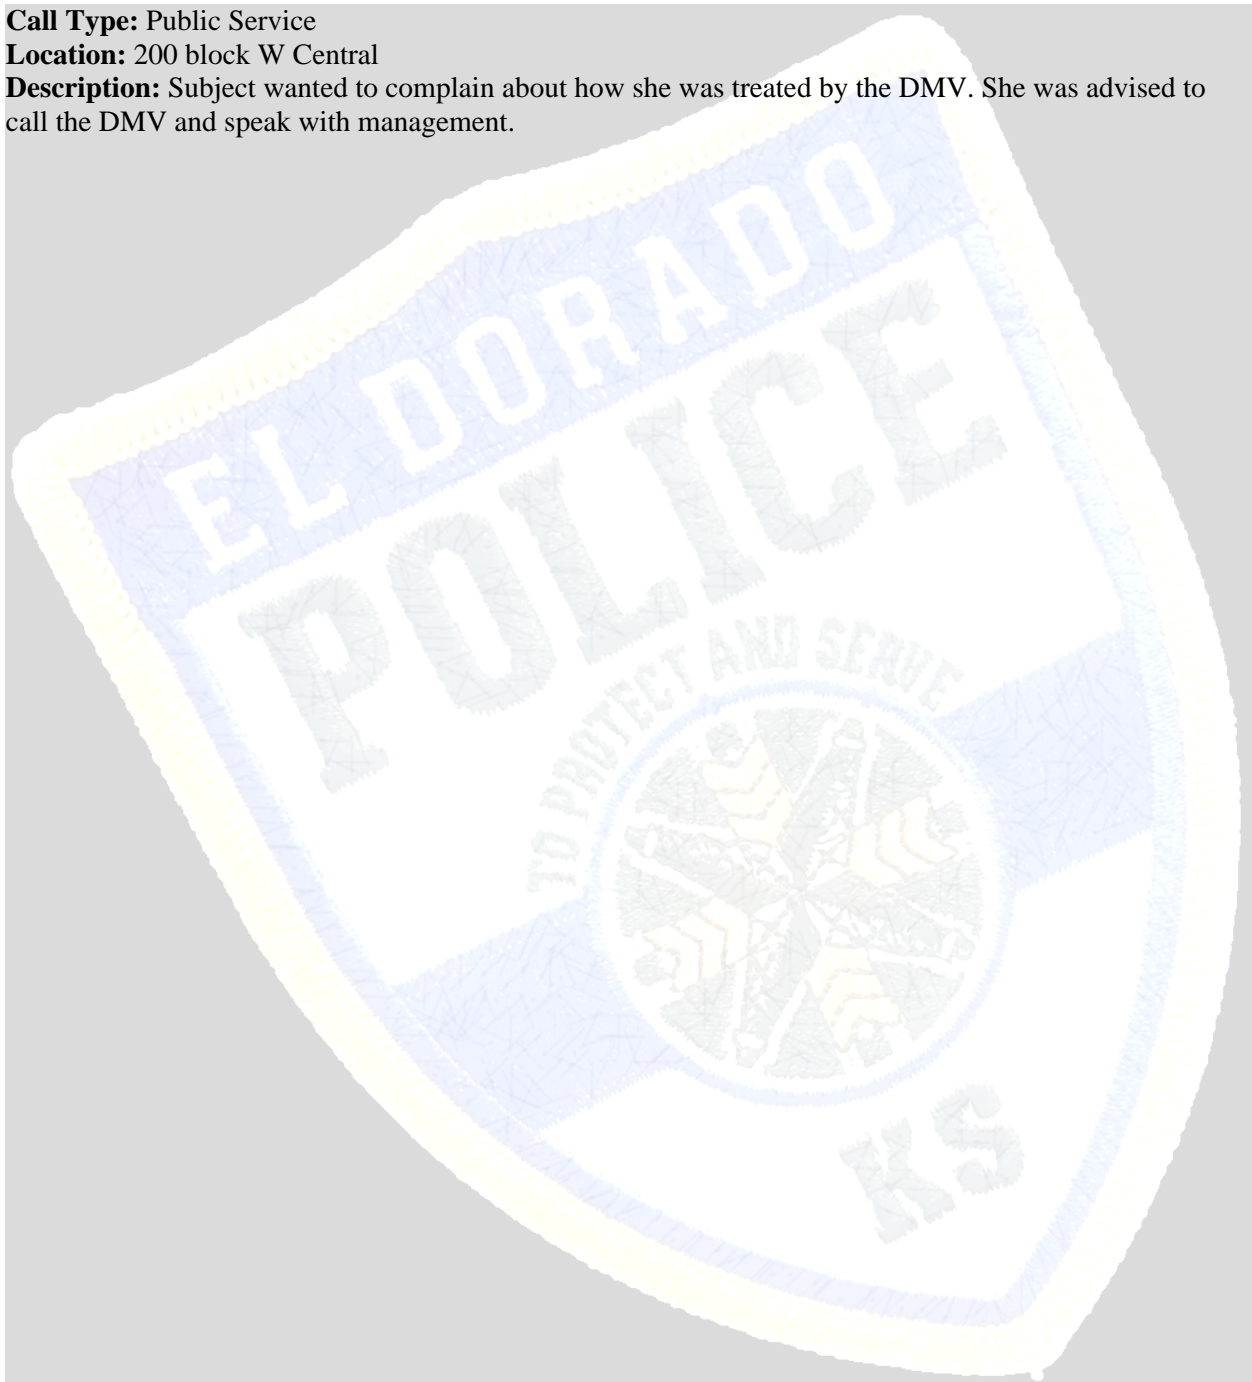 Call Type: Public Service
Location: 200 block W Central
Description: Subject wanted to complain about how she was treated by the DMV. She was advised to
call the DMV and speak with management.
EL DORADO
POLICE
TO PROTECT AND SERVE
KS